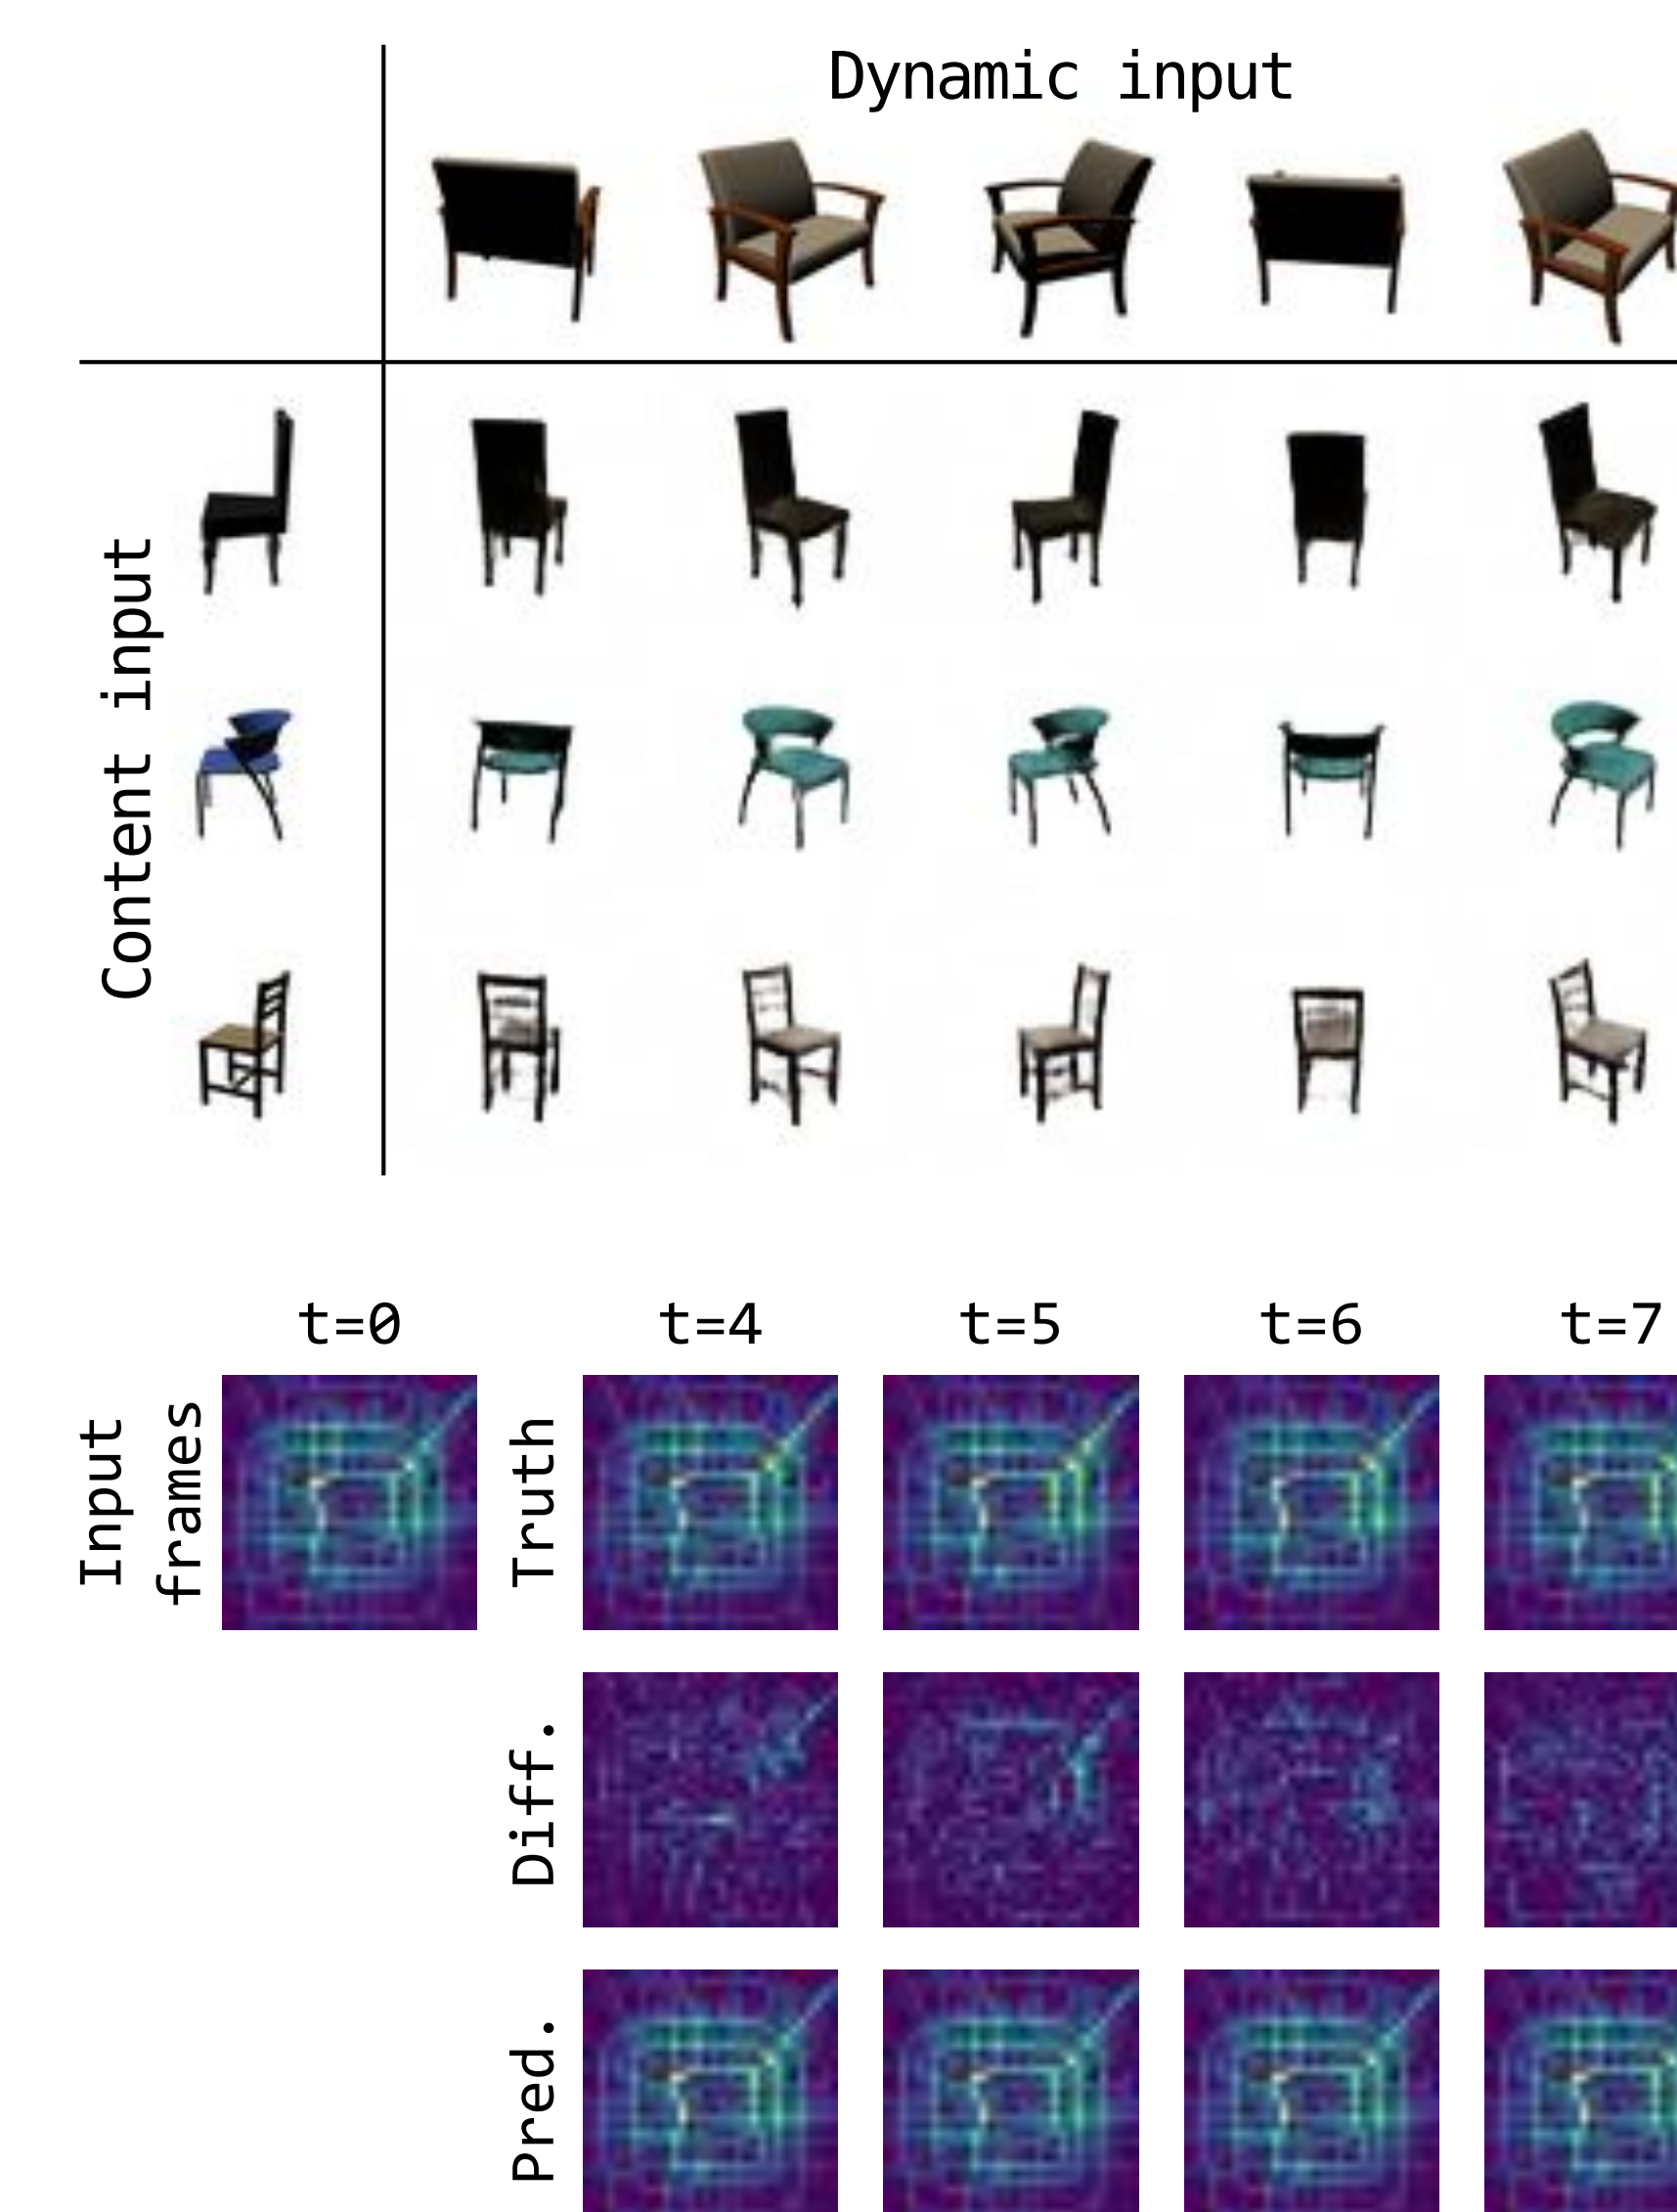 Dynamic input
Content input
t=0
t=4
t=5
t=6
t=7
Input
frames
Truth
Diff.
Pred.